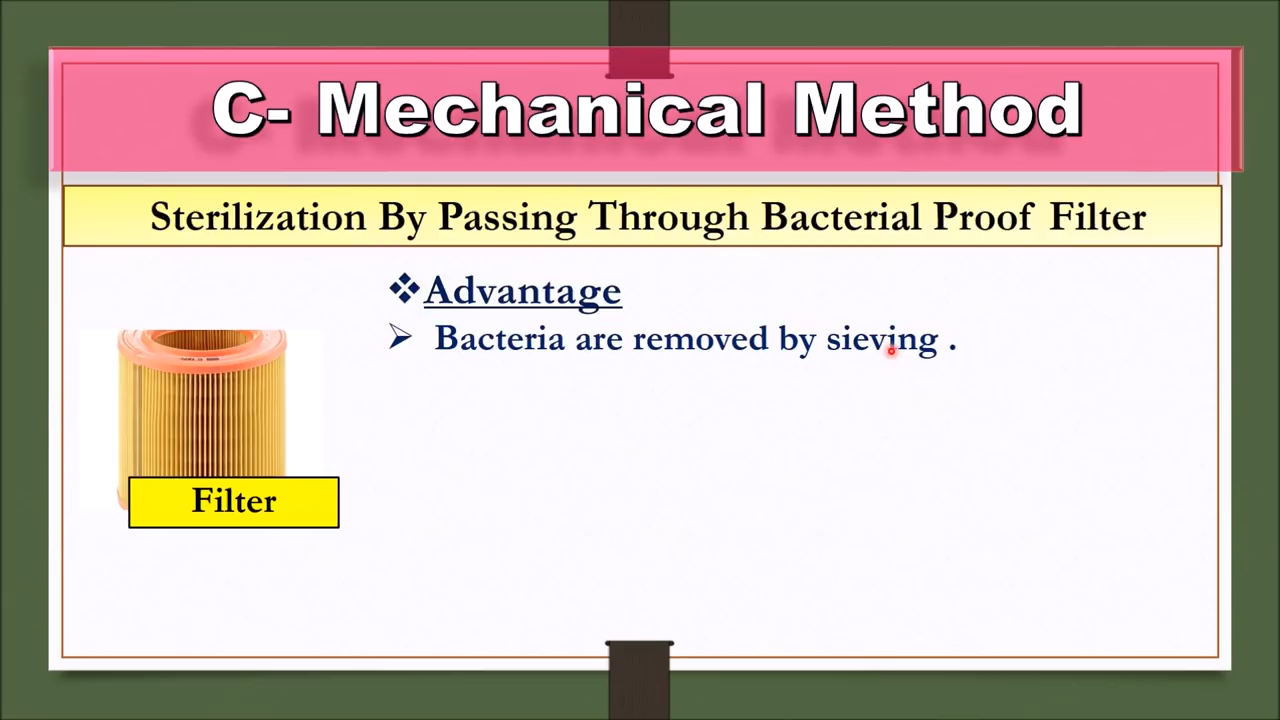 C- Mechanical Method
Sterilization By Passing Through Bacterial Proof Filter
Advantage
Bacteria are removed by sieving .
Filter